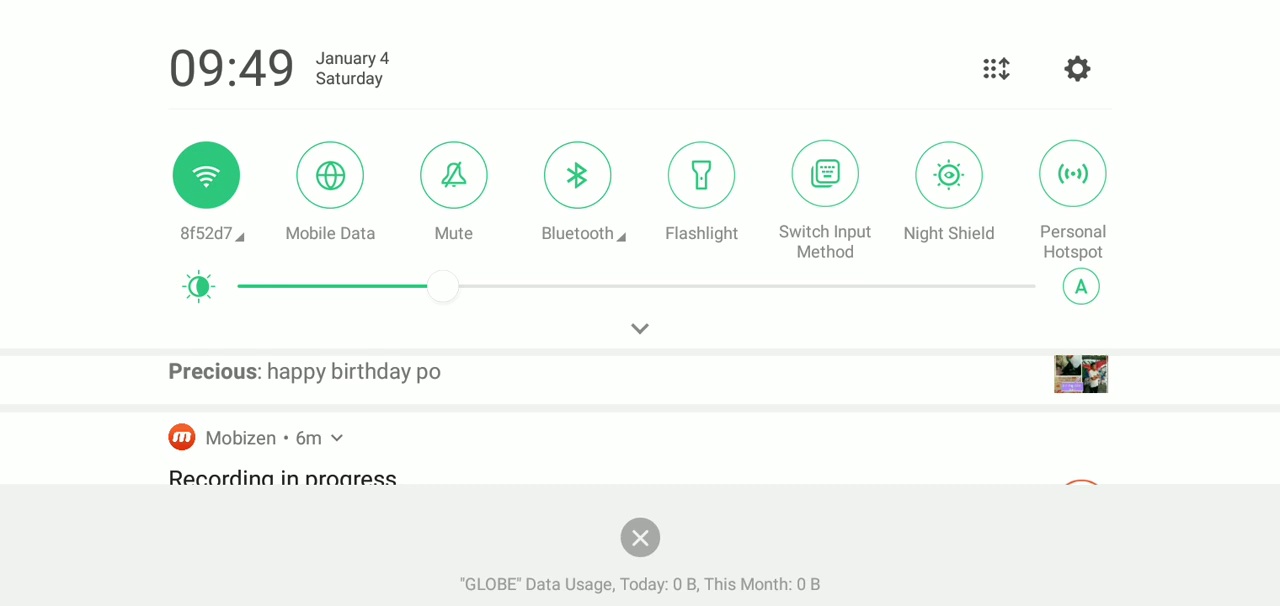 09:49
January 4
Saturday
8f52d7
Mobile Data
Mute
Bluetooth
Flashlight
Switch Input
Method
Night Shield
Personal
Hotspot
A
Precious: happy birthday po
m Mobizen • 6m
Recording in progress
"GLOBE" Data Usage, Today: 0 B, This Month: 0 B